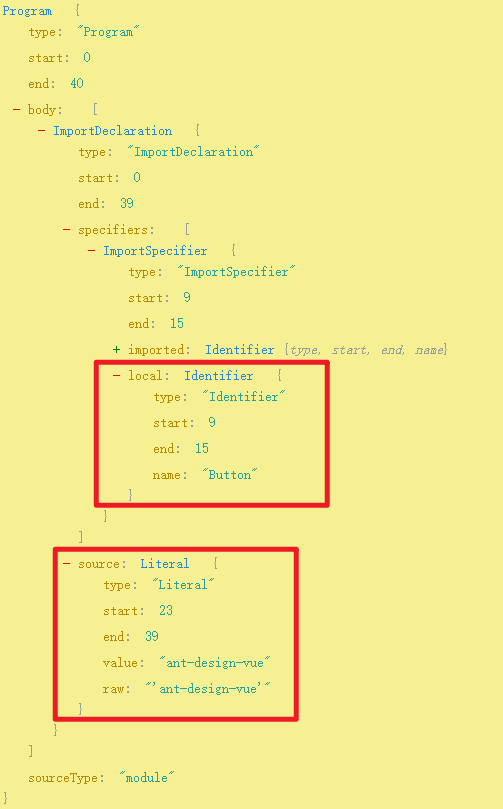 Program {
type: "Program"
start: 0
end: 40
- body: [
- ImportDeclaration {
type: "ImportDeclaration"
start: 0
end: 39
- specifiers: [
- ImportSpecifier {
type: "ImportSpecifier"
start: 9
end: 15
+ imported: Identifier {type, start, end, name}
- local: Identifier {
type: "Identifier"
start: 9
end: 15
name: "Button"
}
}
]
- source: Literal {
type: "Literal"
start: 23
end: 39
value: "ant-design-vue"
raw: "'ant-design-vue'"
}
}
]
sourceType: "module"
}